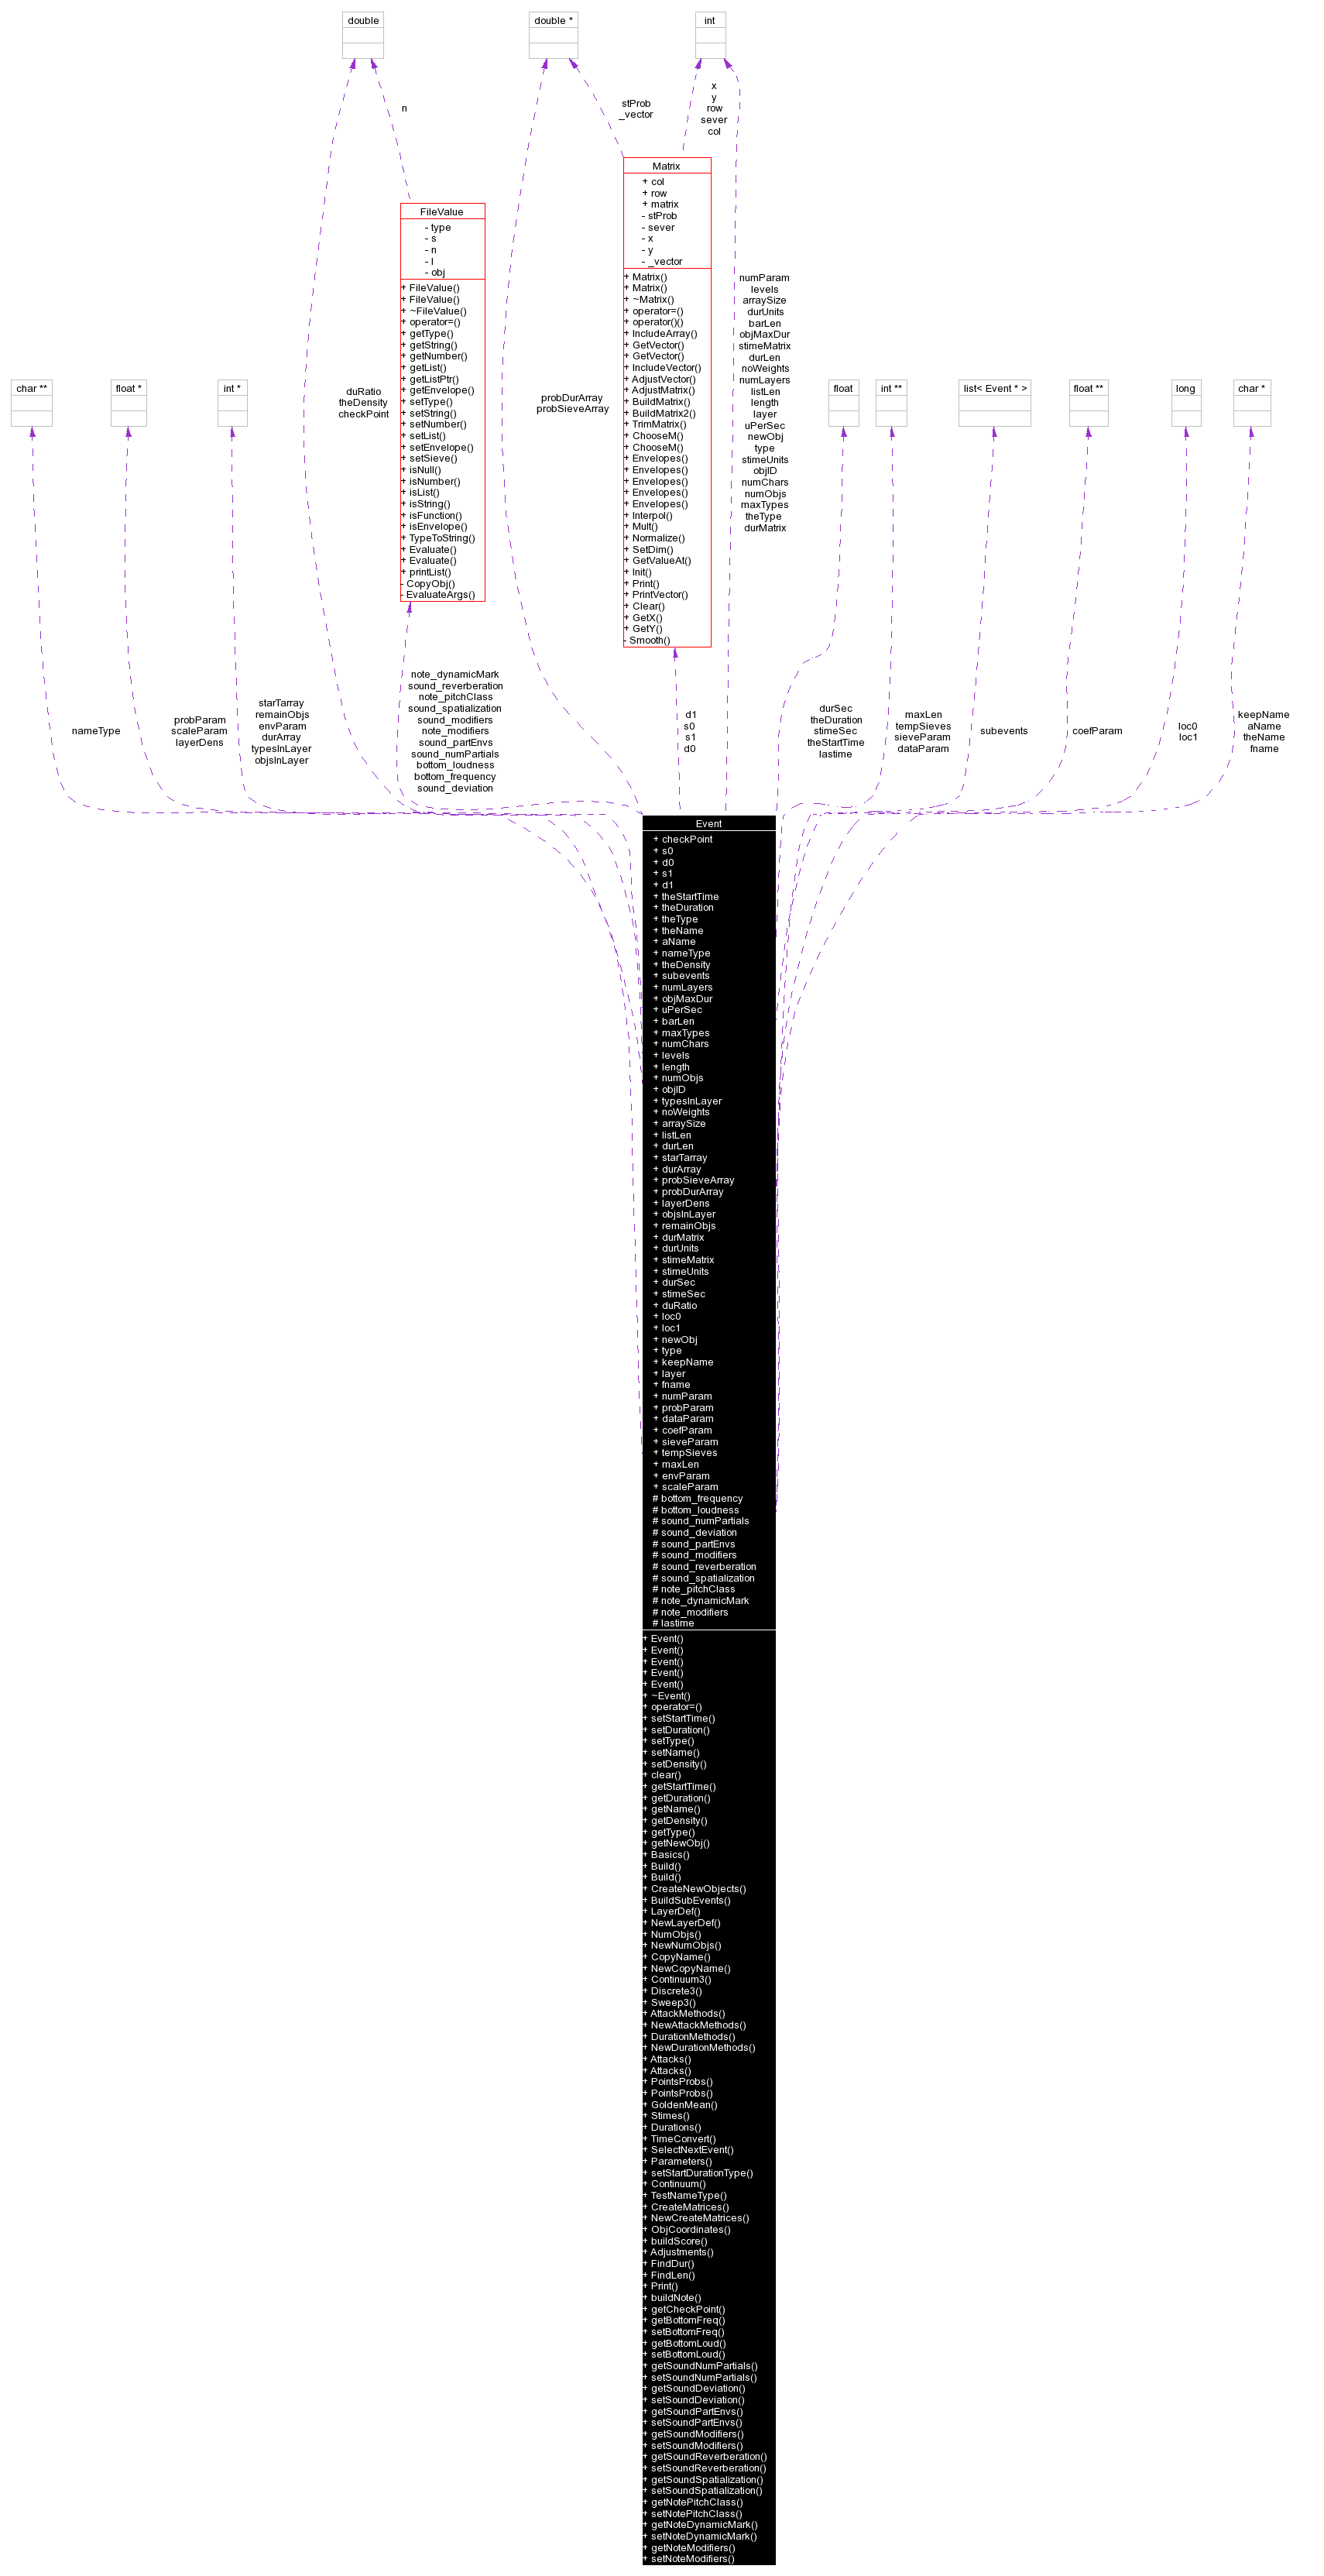 double
double *
int
n
stProb
_vector
x
y
row
sever
col
Matrix
+ col
+ row
+ matrix
- stProb
- sever
- x
- y
- _vector
+ Matrix()
+ Matrix()
+ ~Matrix()
+ operator=()
+ operator()()
+ IncludeArray()
+ GetVector()
+ GetVector()
+ IncludeVector()
+ AdjustVector()
+ AdjustMatrix()
+ BuildMatrix()
+ BuildMatrix2()
+ TrimMatrix()
+ ChooseM()
+ ChooseM()
+ Envelopes()
+ Envelopes()
+ Envelopes()
+ Envelopes()
+ Envelopes()
+ Interpol()
+ Mult()
+ Normalize()
+ SetDim()
+ GetValueAt()
+ Init()
+ Print()
+ PrintVector()
+ Clear()
+ GetX()
+ GetY()
- Smooth()
FileValue
- type
- s
- n
- l
- obj
+ FileValue()
+ FileValue()
+ ~FileValue()
+ operator=()
+ getType()
+ getString()
+ getNumber()
+ getList()
+ getListPtr()
+ getEnvelope()
+ setType()
+ setString()
+ setNumber()
+ setList()
+ setEnvelope()
+ setSieve()
+ isNull()
+ isNumber()
+ isList()
+ isString()
+ isFunction()
+ isEnvelope()
+ TypeToString()
+ Evaluate()
+ Evaluate()
+ printList()
- CopyObj()
- EvaluateArgs()
numParam
levels
arraySize
durUnits
barLen
objMaxDur
stimeMatrix
durLen
noWeights
numLayers
listLen
length
layer
uPerSec
newObj
type
stimeUnits
objID
numChars
numObjs
maxTypes
theType
durMatrix
char **
float *
int *
duRatio
theDensity
checkPoint
probDurArray
probSieveArray
float
int **
list< Event * >
float **
long
char *
nameType
probParam
scaleParam
layerDens
starTarray
remainObjs
envParam
durArray
typesInLayer
objsInLayer
note_dynamicMark
sound_reverberation
note_pitchClass
sound_spatialization
sound_modifiers
note_modifiers
sound_partEnvs
sound_numPartials
bottom_loudness
bottom_frequency
sound_deviation
d1
s0
s1
d0
durSec
theDuration
stimeSec
theStartTime
lastime
maxLen
tempSieves
sieveParam
dataParam
subevents
coefParam
loc0
loc1
keepName
aName
theName
fname
Event
+ checkPoint
+ s0
+ d0
+ s1
+ d1
+ theStartTime
+ theDuration
+ theType
+ theName
+ aName
+ nameType
+ theDensity
+ subevents
+ numLayers
+ objMaxDur
+ uPerSec
+ barLen
+ maxTypes
+ numChars
+ levels
+ length
+ numObjs
+ objID
+ typesInLayer
+ noWeights
+ arraySize
+ listLen
+ durLen
+ starTarray
+ durArray
+ probSieveArray
+ probDurArray
+ layerDens
+ objsInLayer
+ remainObjs
+ durMatrix
+ durUnits
+ stimeMatrix
+ stimeUnits
+ durSec
+ stimeSec
+ duRatio
+ loc0
+ loc1
+ newObj
+ type
+ keepName
+ layer
+ fname
+ numParam
+ probParam
+ dataParam
+ coefParam
+ sieveParam
+ tempSieves
+ maxLen
+ envParam
+ scaleParam
# bottom_frequency
# bottom_loudness
# sound_numPartials
# sound_deviation
# sound_partEnvs
# sound_modifiers
# sound_reverberation
# sound_spatialization
# note_pitchClass
# note_dynamicMark
# note_modifiers
# lastime
+ Event()
+ Event()
+ Event()
+ Event()
+ Event()
+ ~Event()
+ operator=()
+ setStartTime()
+ setDuration()
+ setType()
+ setName()
+ setDensity()
+ clear()
+ getStartTime()
+ getDuration()
+ getName()
+ getDensity()
+ getType()
+ getNewObj()
+ Basics()
+ Build()
+ Build()
+ CreateNewObjects()
+ BuildSubEvents()
+ LayerDef()
+ NewLayerDef()
+ NumObjs()
+ NewNumObjs()
+ CopyName()
+ NewCopyName()
+ Continuum3()
+ Discrete3()
+ Sweep3()
+ AttackMethods()
+ NewAttackMethods()
+ DurationMethods()
+ NewDurationMethods()
+ Attacks()
+ Attacks()
+ PointsProbs()
+ PointsProbs()
+ GoldenMean()
+ Stimes()
+ Durations()
+ TimeConvert()
+ SelectNextEvent()
+ Parameters()
+ setStartDurationType()
+ Continuum()
+ TestNameType()
+ CreateMatrices()
+ NewCreateMatrices()
+ ObjCoordinates()
+ buildScore()
+ Adjustments()
+ FindDur()
+ FindLen()
+ Print()
+ buildNote()
+ getCheckPoint()
+ getBottomFreq()
+ setBottomFreq()
+ getBottomLoud()
+ setBottomLoud()
+ getSoundNumPartials()
+ setSoundNumPartials()
+ getSoundDeviation()
+ setSoundDeviation()
+ getSoundPartEnvs()
+ setSoundPartEnvs()
+ getSoundModifiers()
+ setSoundModifiers()
+ getSoundReverberation()
+ setSoundReverberation()
+ getSoundSpatialization()
+ setSoundSpatialization()
+ getNotePitchClass()
+ setNotePitchClass()
+ getNoteDynamicMark()
+ setNoteDynamicMark()
+ getNoteModifiers()
+ setNoteModifiers()